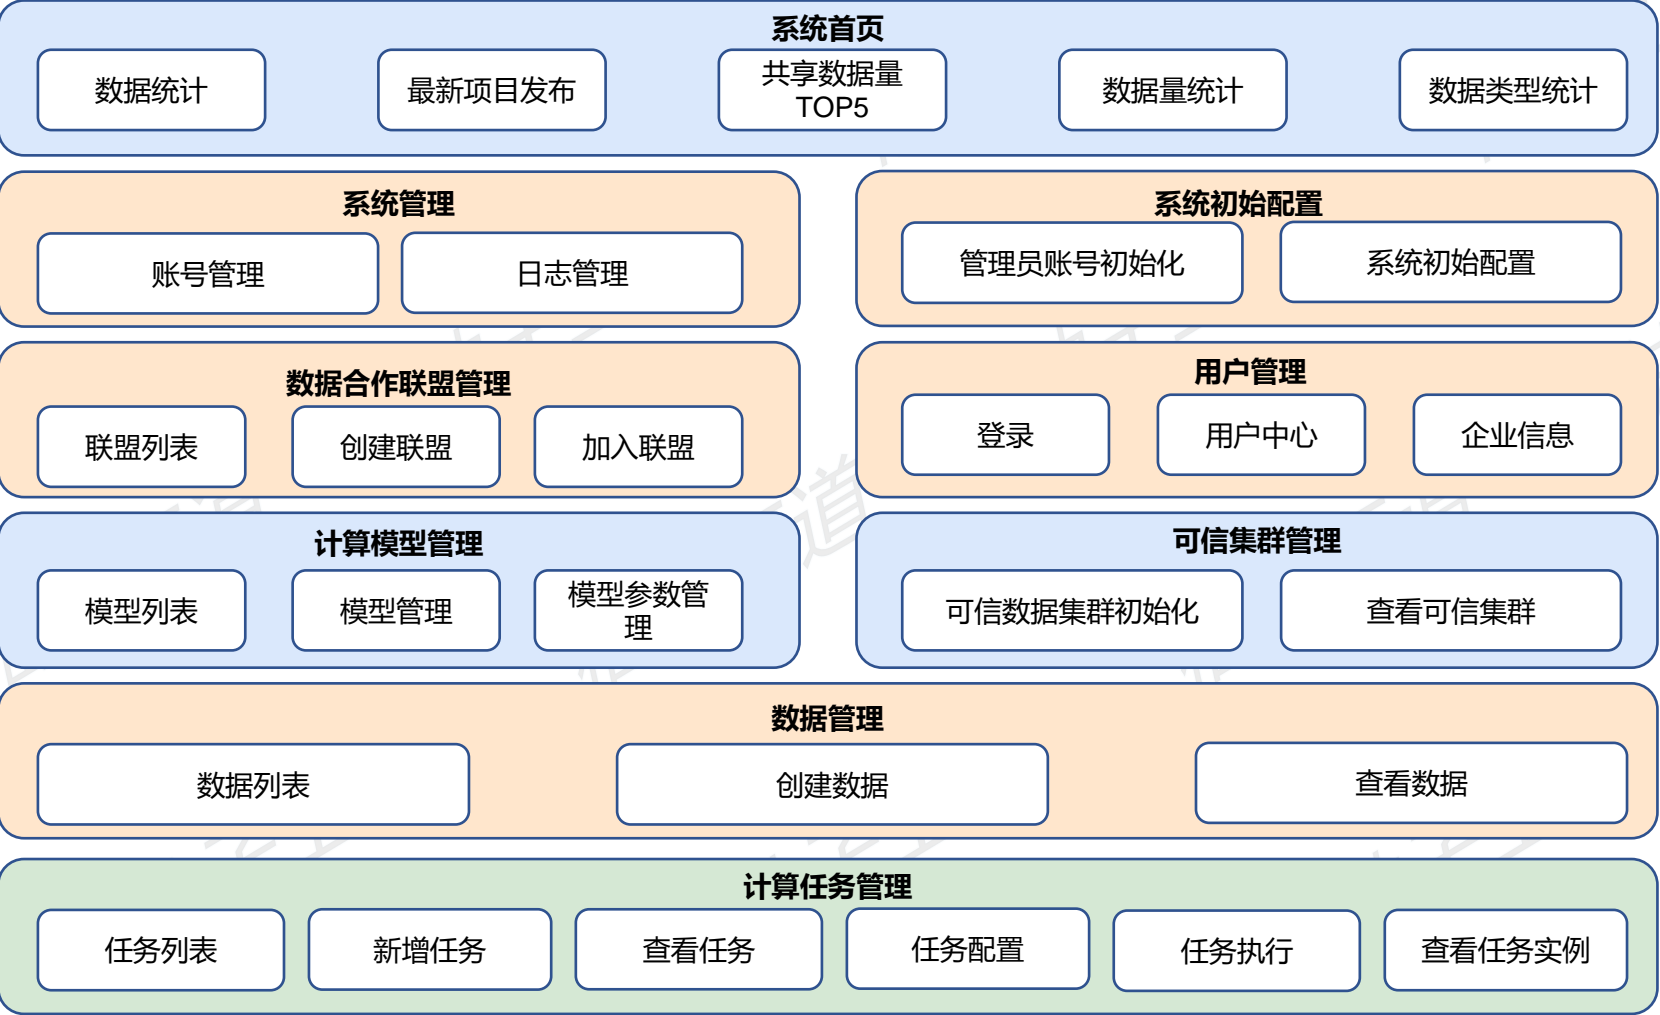 系统首页
数据统计
最新项目发布
共享数据量
TOP5
数据量统计
数据类型统计
系统管理
账号管理
日志管理
系统初始配置
管理员账号初始化
系统初始配置
数据合作联盟管理
联盟列表
创建联盟
加入联盟
用户管理
登录
用户中心
企业信息
计算模型管理
模型列表
模型管理
模型参数管
理
可信集群管理
可信数据集群初始化
查看可信集群
数据管理
数据列表
创建数据
查看数据
计算任务管理
任务列表
新增任务
查看任务
任务配置
任务执行
查看任务实例